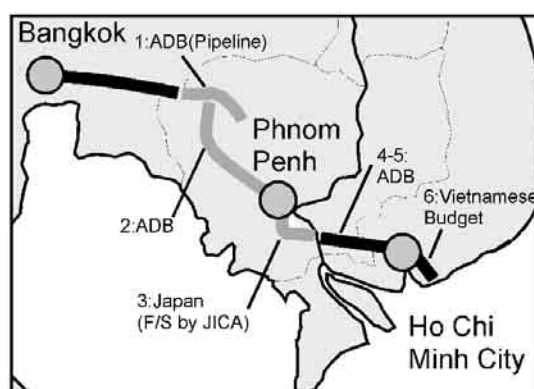 Bangkok
1:ADB(Pipeline)
Phnom
Penh
4-5:
ADB
6:Vietnamese
Budget
2:ADB
3:Japan
(F/S by JICA)
Ho Chi
Minh City